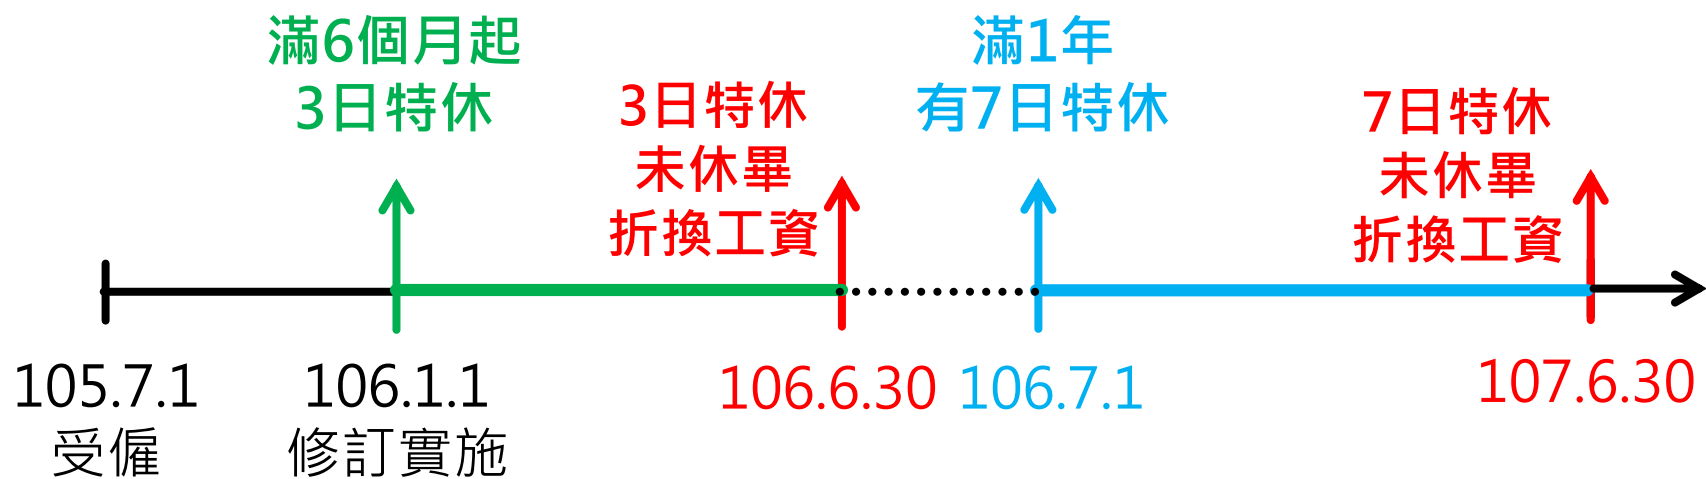 滿6個月起
3日特休
3日特休
未休畢
折換工資
滿1年
有7日特休
7日特休
未休畢
折換工資
105.7.1
受僱
106.1.1
修訂實施
106.6.30
106.7.1
107.6.30